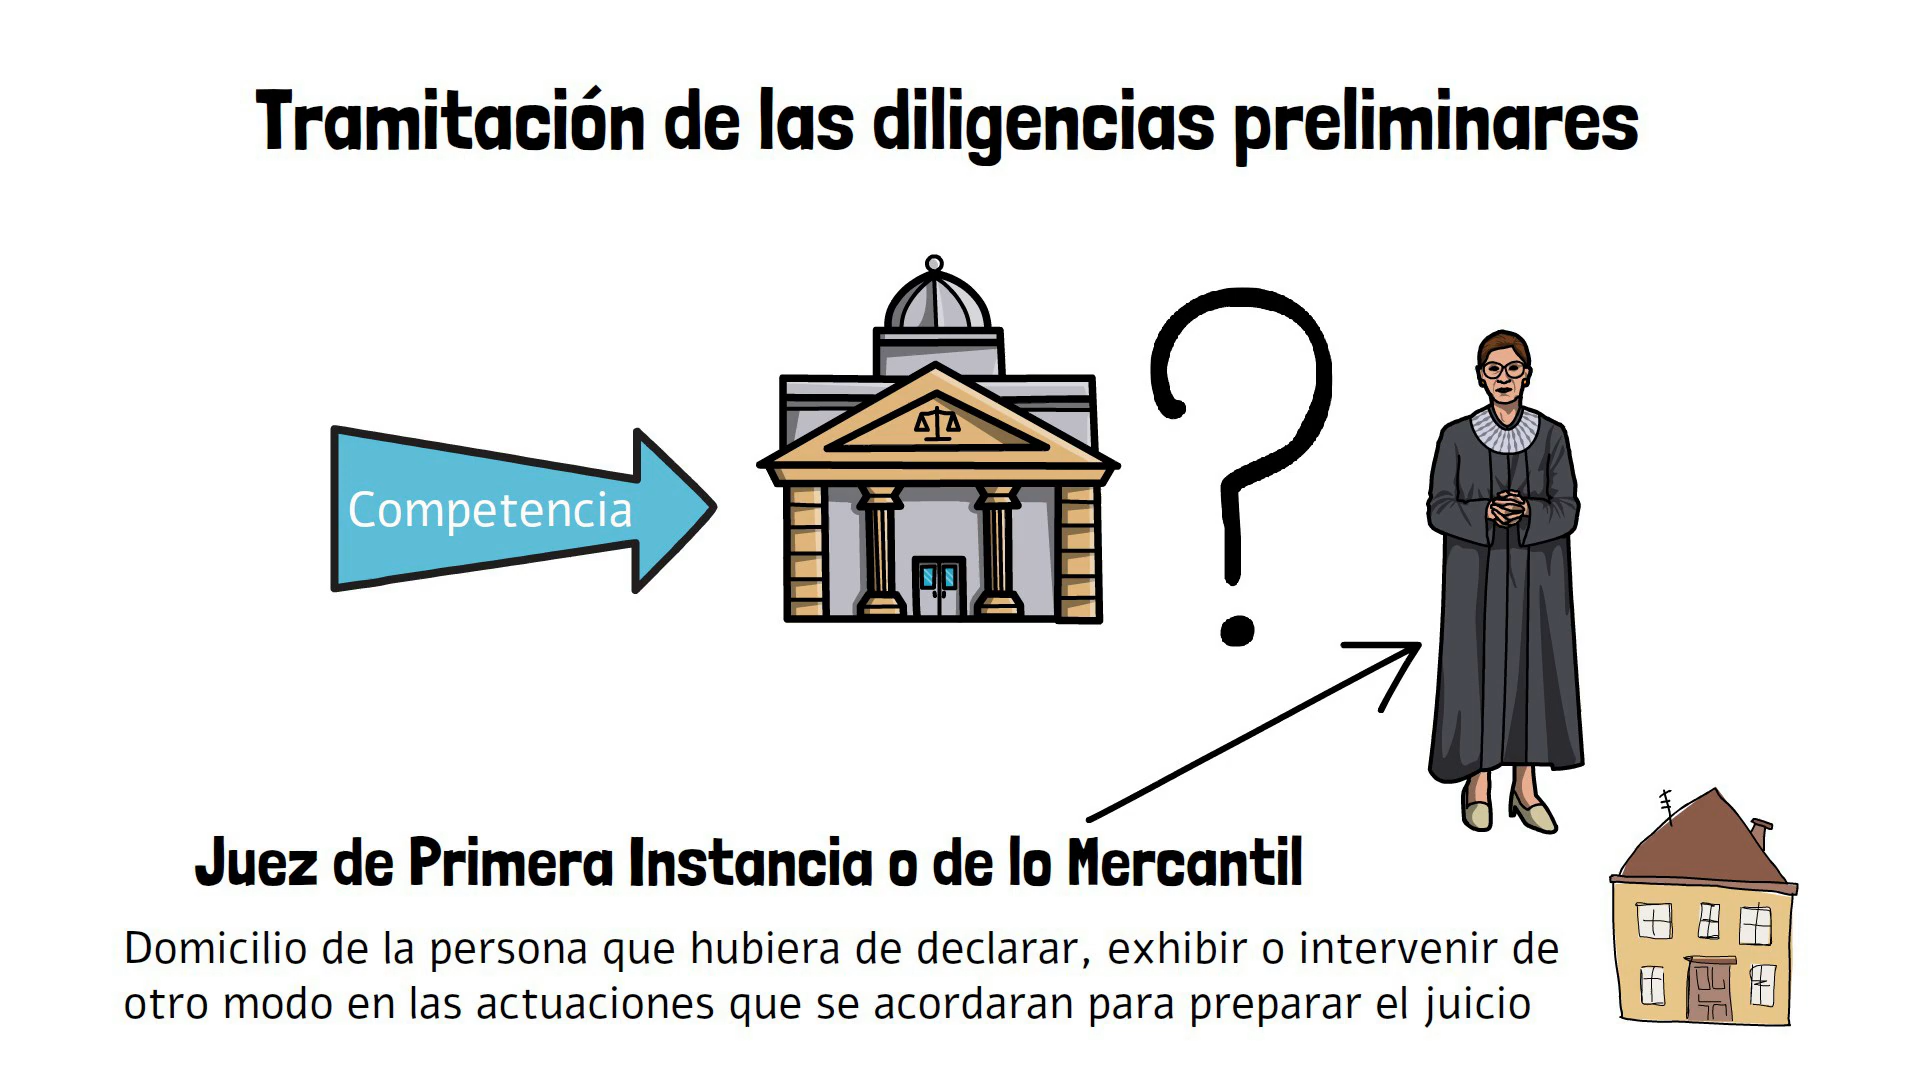 Tramitación de las diligencias preliminares
Competencia
Juez de Primera Instancia o de lo Mercantil
Domicilio de la persona que hubiera de declarar, exhibir o intervenir de
otro modo en las actuaciones que se acordaran para preparar el juicio